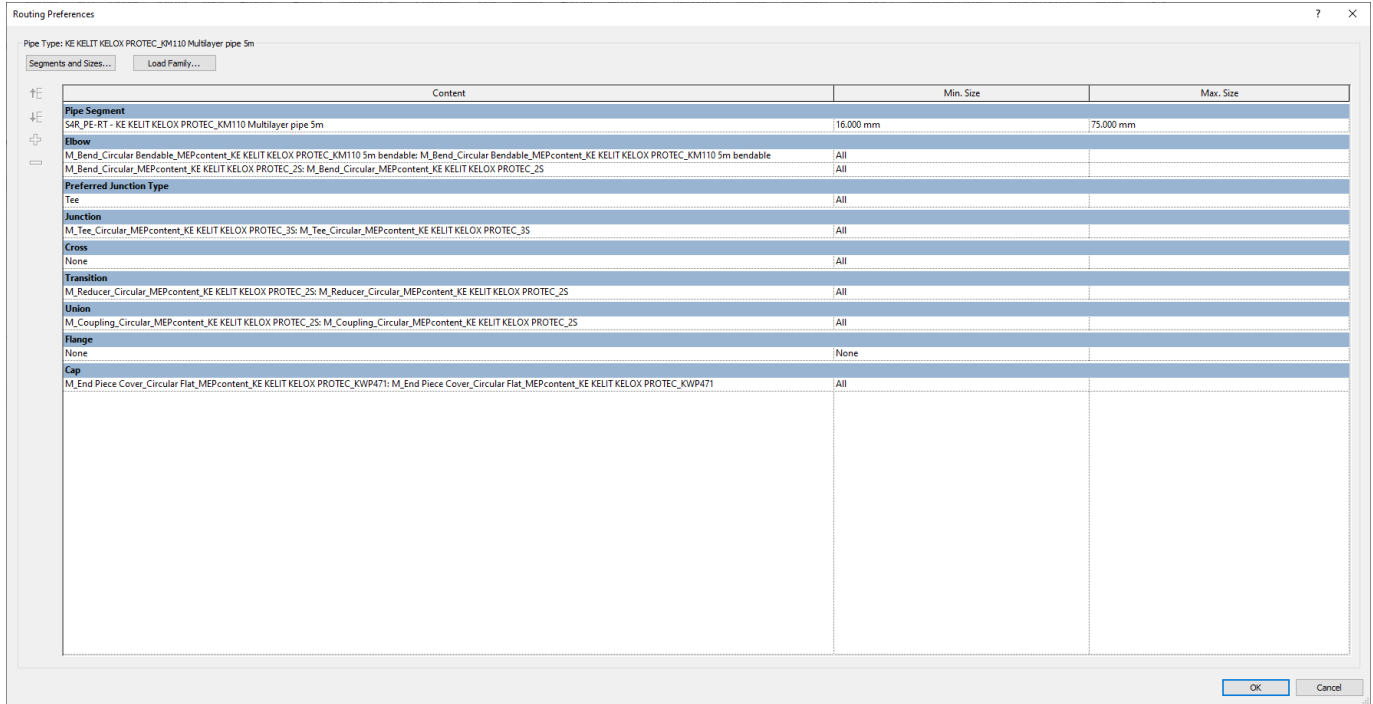 Routing Preferences
?
Pipe Type: KE KELIT KELOX PROTEC_KM110 Multilayer pipe 5m
Segments and Sizes... Load Family...
Content Min. Size Max. Size
Pipe Segment
S4R_PE-RT - KE KELIT KELOX PROTEC_KM110 Multilayer pipe 5m 16.000 mm 75.000 mm
Elbow
M_Bend_Circular Bendable_MEPcontent_KE KELIT KELOX PROTEC_KM110 5m bendable: M_Bend_Circular Bendable_MEPcontent_KE KELIT KELOX PROTEC_KM110 5m bendable All
M_Bend_Circular_MEPcontent_KE KELIT KELOX PROTEC_2S: M_Bend_Circular_MEPcontent_KE KELIT KELOX PROTEC_2S All
Preferred Junction Type
Tee All
Junction
M_Tee_Circular_MEPcontent_KE KELIT KELOX PROTEC_3S: M_Tee_Circular_MEPcontent_KE KELIT KELOX PROTEC_3S All
Cross
None All
Transition
M_Reducer_Circular_MEPcontent_KE KELIT KELOX PROTEC_2S: M_Reducer_Circular_MEPcontent_KE KELIT KELOX PROTEC_2S All
Union
M_Coupling_Circular_MEPcontent_KE KELIT KELOX PROTEC_2S: M_Coupling_Circular_MEPcontent_KE KELIT KELOX PROTEC_2S All
Flange
None None
Cap
M_End Piece Cover_Circular Flat_MEPcontent_KE KELIT KELOX PROTEC_KWP471: M_End Piece Cover_Circular Flat_MEPcontent_KE KELIT KELOX PROTEC_KWP471 All
OK Cancel